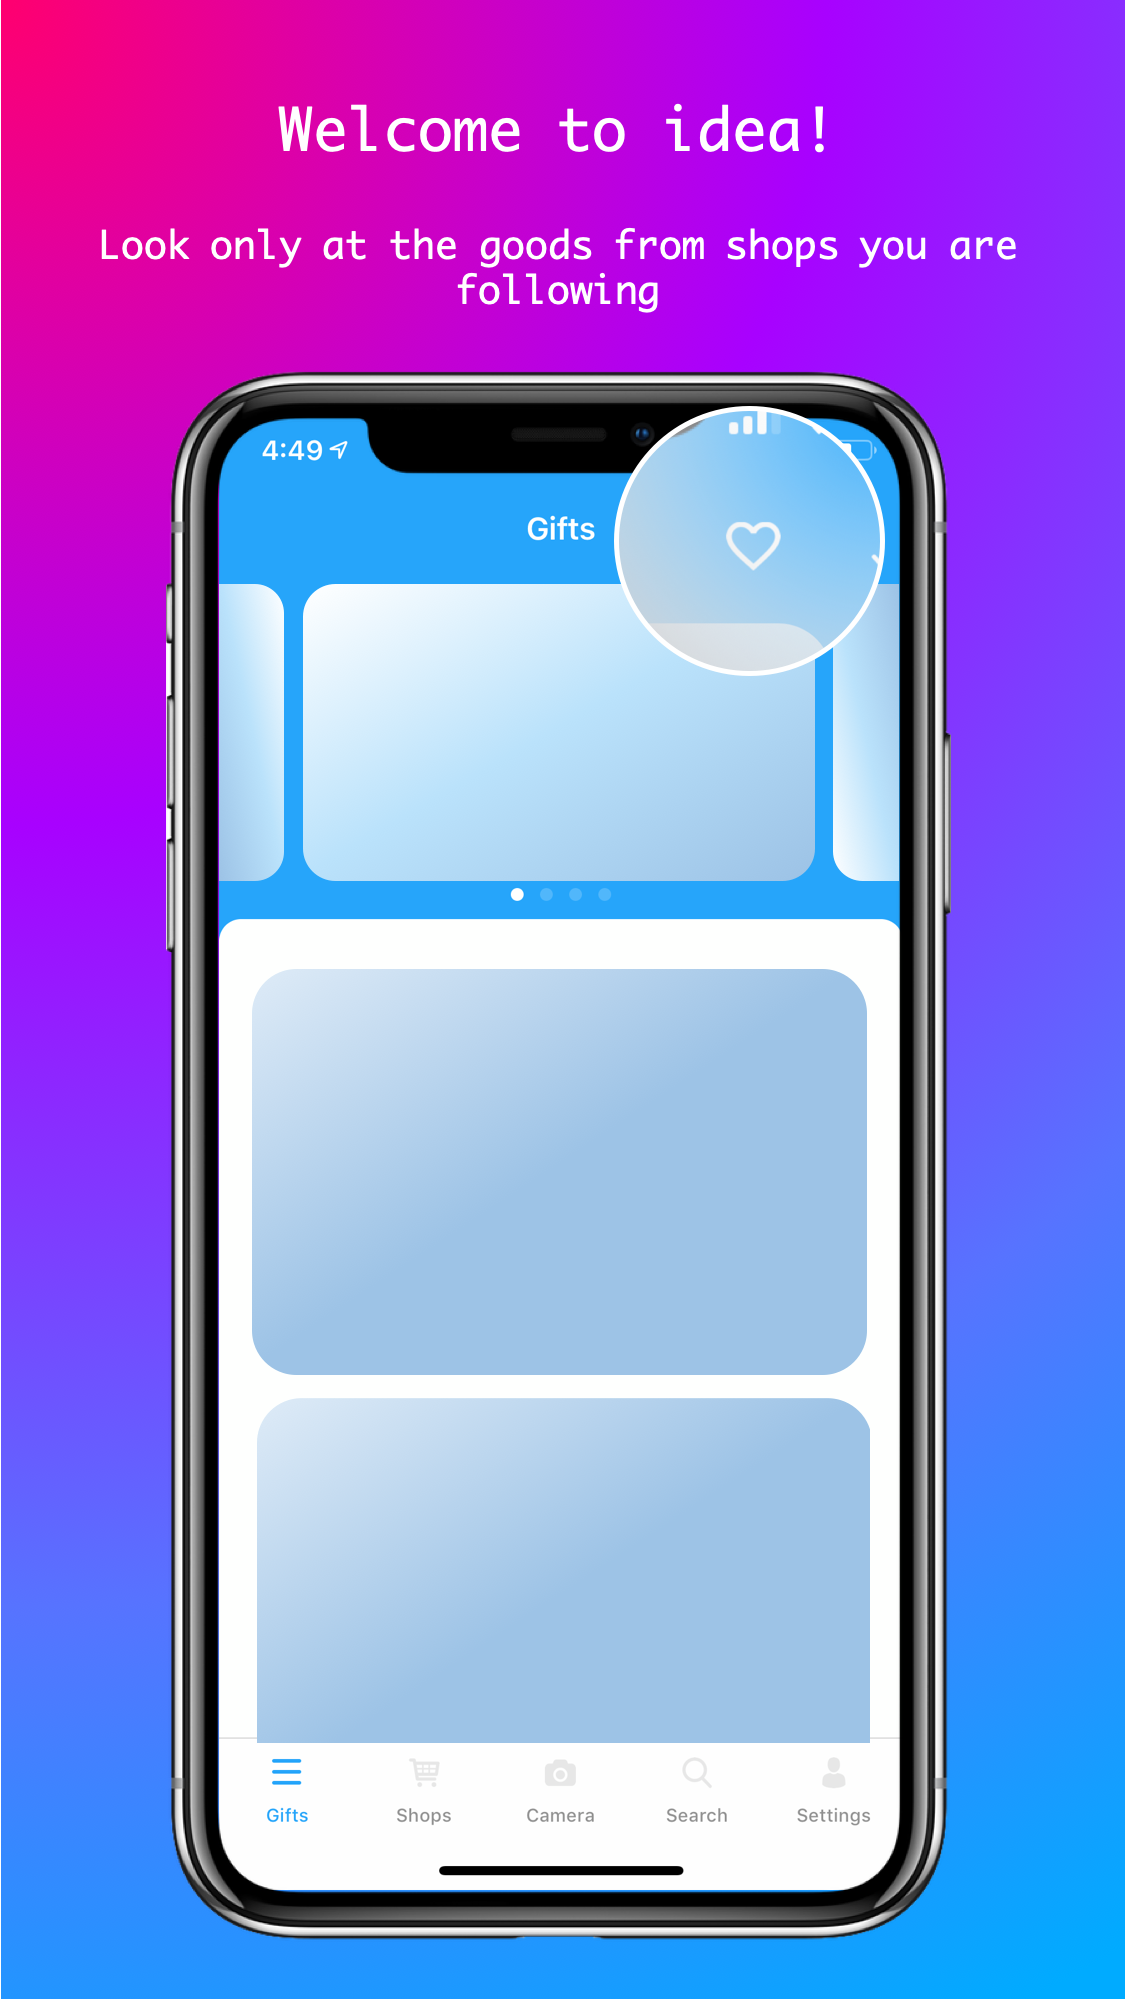 Welcome to idea!
Look only at the goods from shops you are
following
4:49
Gifts
Gifts
Shops
Camera
Search
Settings